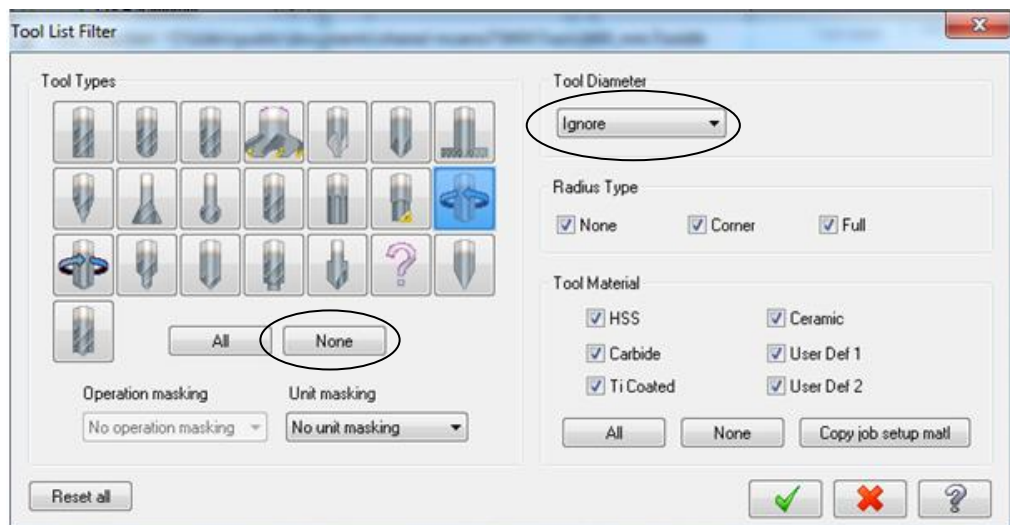 Tool List Filter
Tool Types
All
None
Operation masking
Unit masking
No operation masking
No unit masking
Reset all
Tool Diameter
Ignore
Radius Type
None
Corner
Full
Tool Material
HSS
Ceramic
Carbide
User Def 1
Ti Coated
User Def 2
All
None
Copy job setup matl